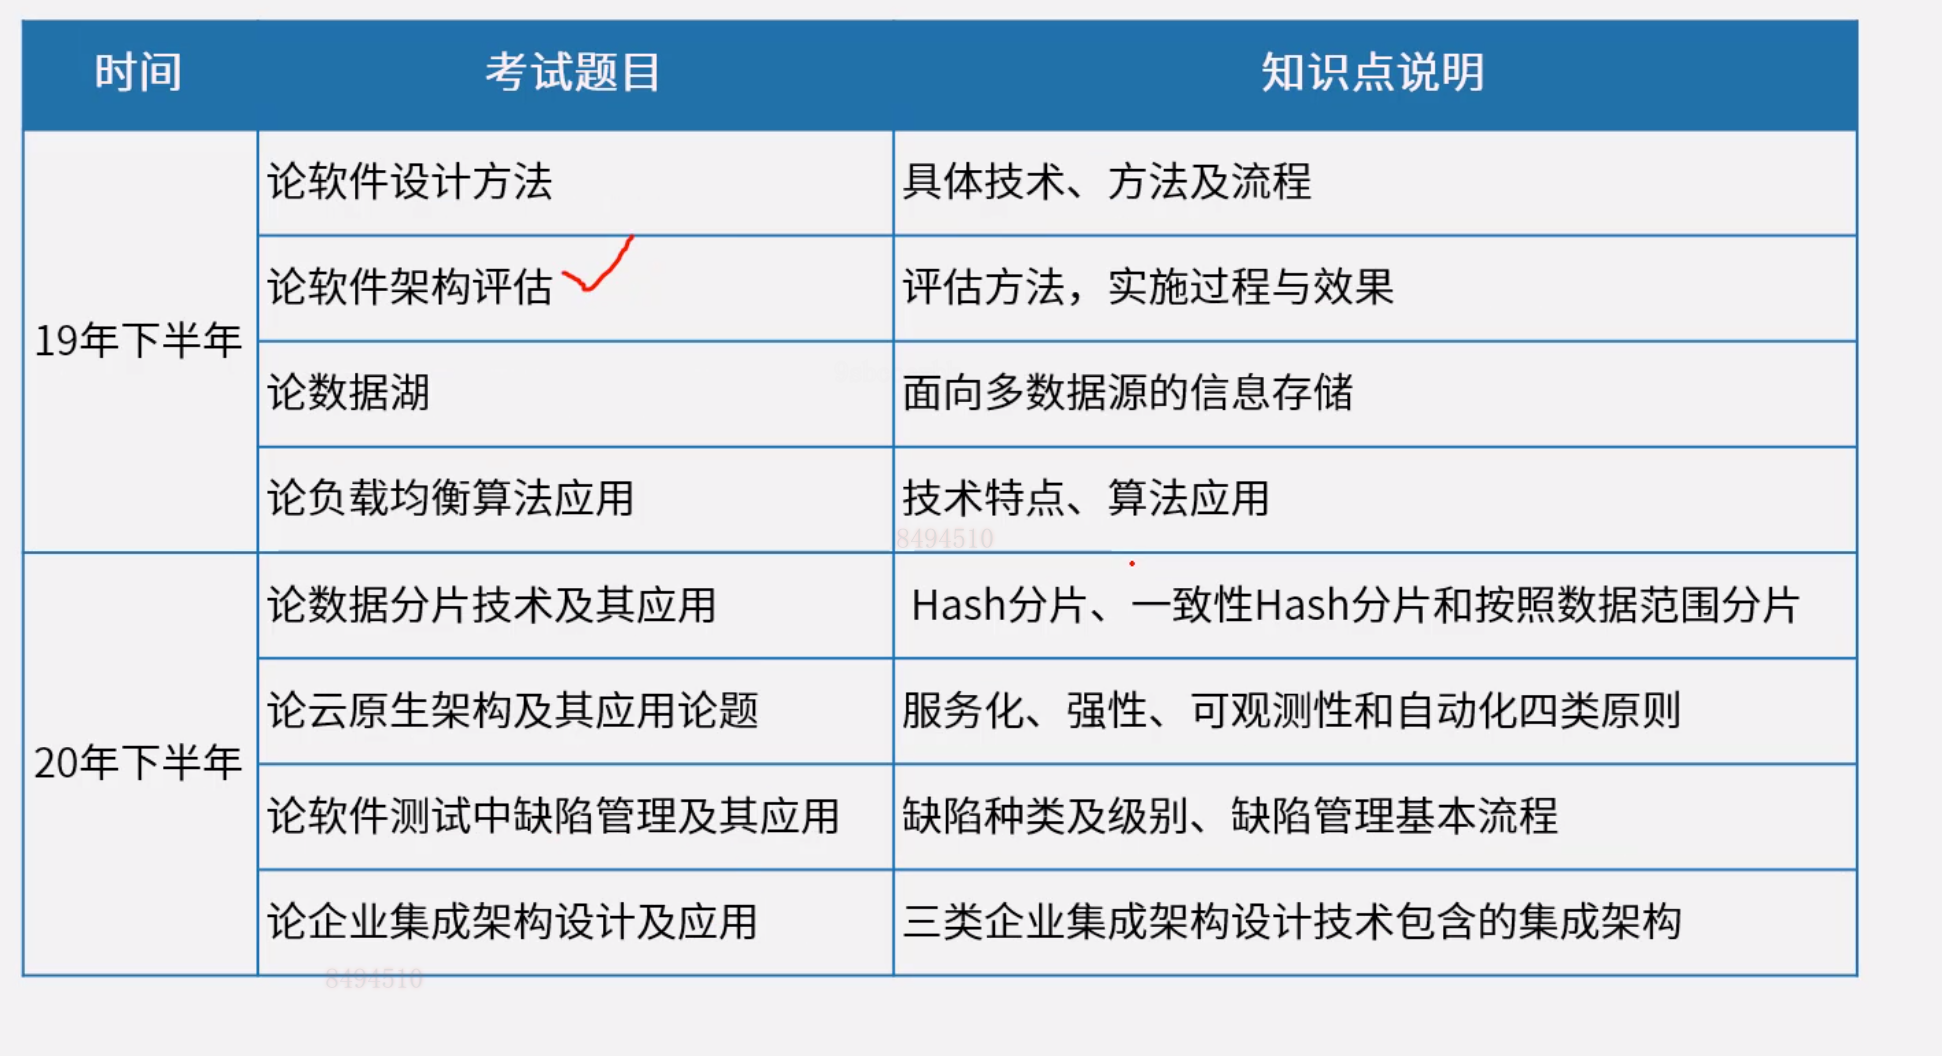 时间 考试题目 知识点说明
论软件设计方法 具体技术、方法及流程
论软件架构评估 评估方法，实施过程与效果
19年下半年
论数据湖 面向多数据源的信息存储
论负载均衡算法应用 技术特点、算法应用
8494510
论数据分片技术及其应用 Hash分片、一致性Hash分片和按照数据范围分片
论云原生架构及其应用论题 服务化、强性、可观测性和自动化四类原则
20年下半年
论软件测试中缺陷管理及其应用 缺陷种类及级别、缺陷管理基本流程
论企业集成架构设计及应用 三类企业集成架构设计技术包含的集成架构
8494510